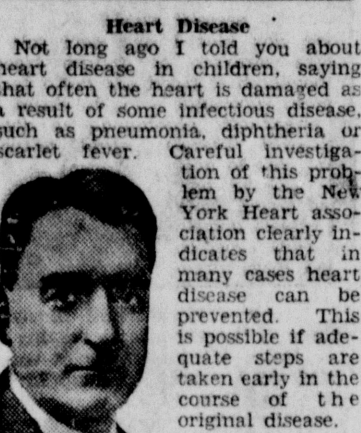 Heart Disease
Not long ago I told you about
heart disease in children, saying
that often the heart is damaged as
a result of some infectious disease,
such as pneumonia, diphtheria or
scarlet fever. Careful investiga-
tion of this prob-
lem by the New
York Heart asso-
ciation clearly in-
dicates that in
many cases heart
disease can be
prevented. This
is possible if ade-
quate steps are
taken early in the
course of the
original disease.